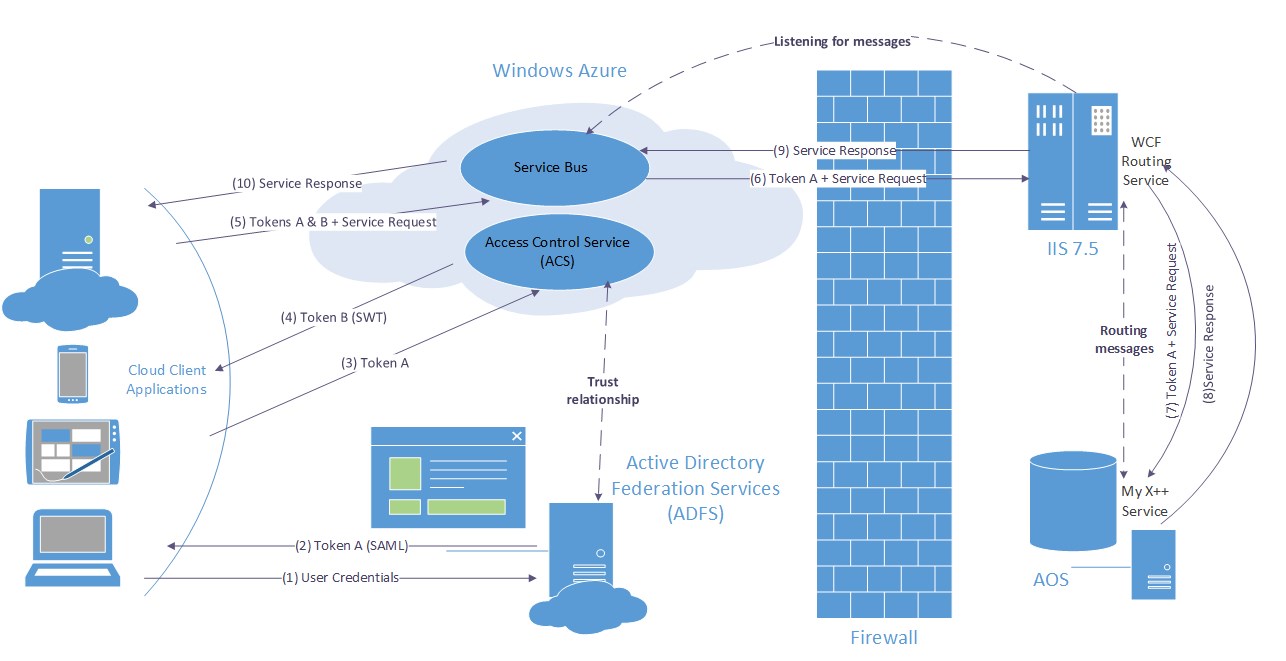 Listening for messages
Windows Azure
Service Bus
(9) Service Response
(6) Token A + Service Request
WCF
Routing
Service
IIS 7.5
(10) Service Response
(5) Tokens A & B + Service Request
Access Control Service
(ACS)
(4) Token B (SWT)
(3) Token A
Cloud Client
Applications
Trust
relationship
Routing
messages
(7) Token A + Service Request
(8)Service Response
Active Directory
Federation Services
(ADFS)
My X++
Service
(2) Token A (SAML)
(1) User Credentials
AOS
Firewall